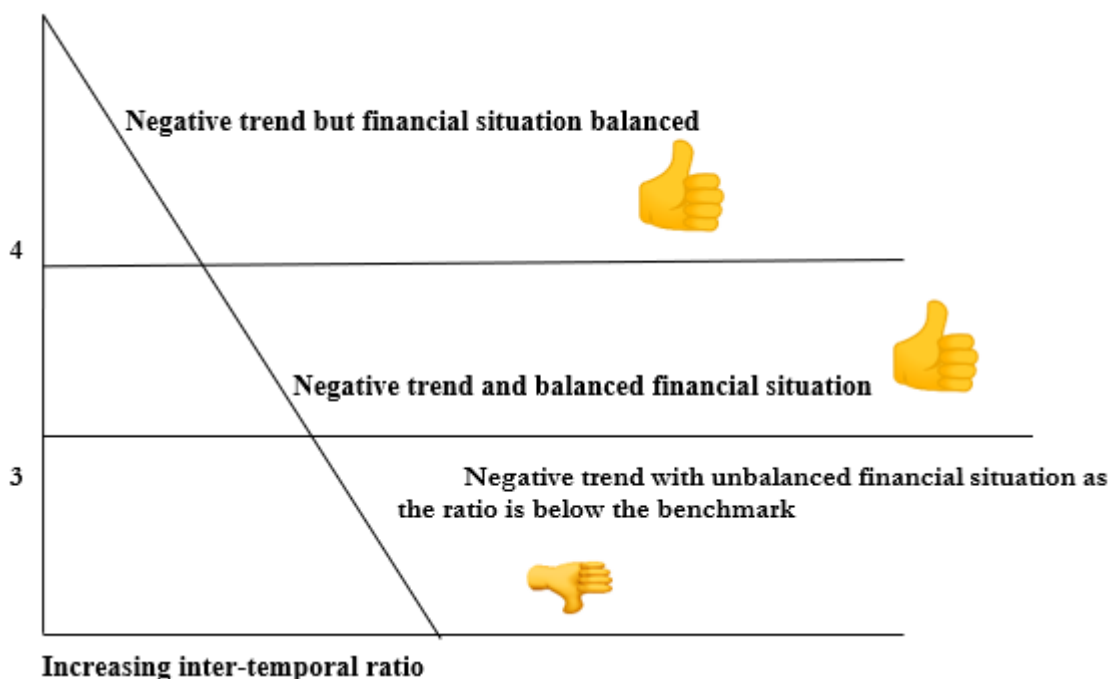 Negative trend but financial situation balanced
4
Negative trend and balanced financial situation
3
Negative trend with unbalanced financial situation as
the ratio is below the benchmark
Increasing inter-temporal ratio